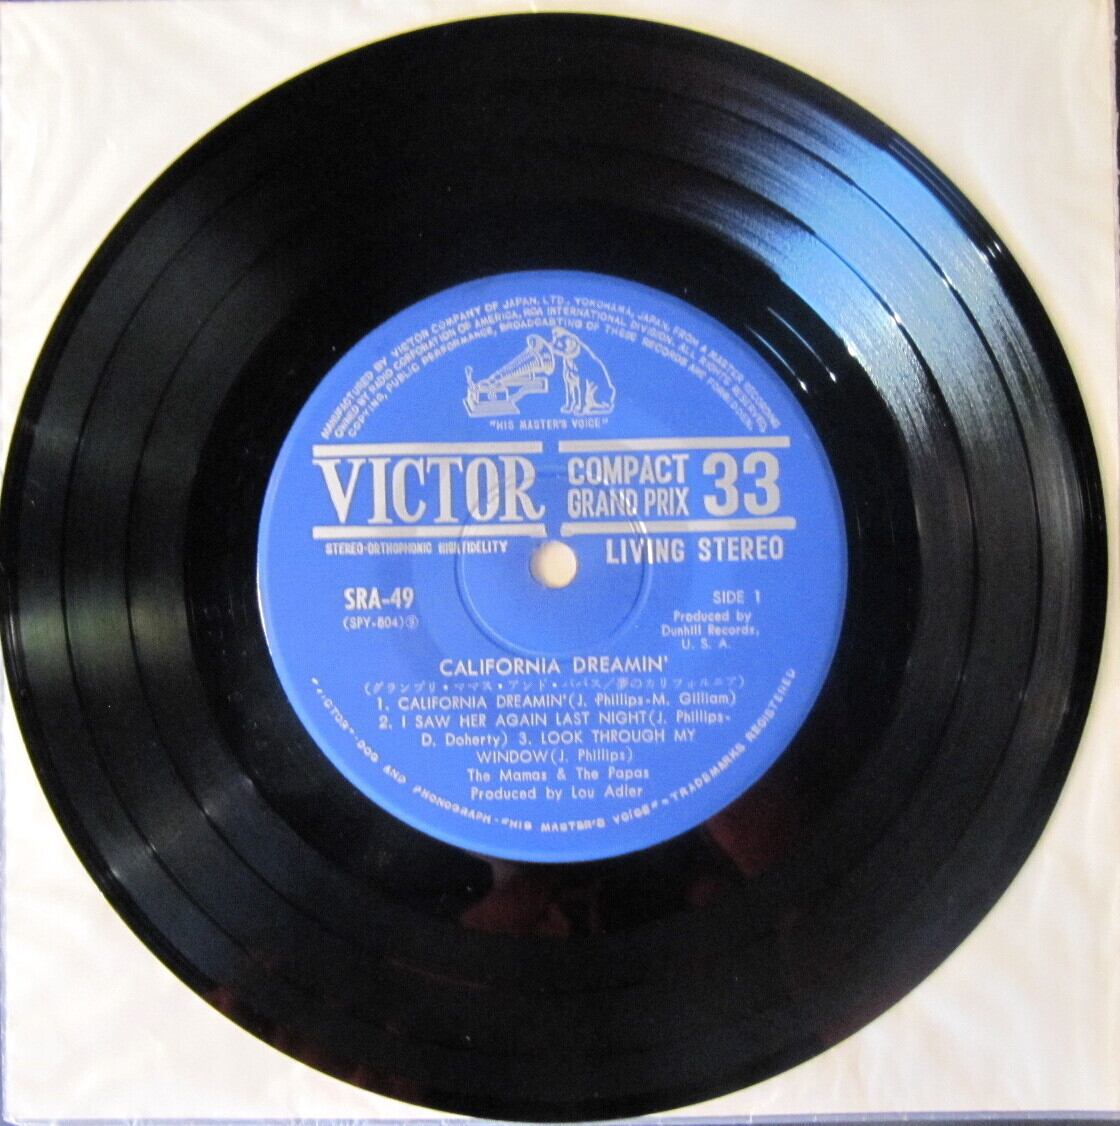 MANUFACTURED BY VICTOR COMPANY OF JAPAN, LTD., YOKOHAMA, JAPAN, FROM A MASTER RECORDING
OWNED BY RADIO CORPORATION OF AMERICA, RCA INTERNATIONAL DIVISION. ALL RIGHTS RESERVED,
COPYING, PUBLIC PERFORMANCE, BROADCASTING OF THESE RECORDS ARE FORBIDDEN.
"HIS MASTER'S VOICE"
VICTOR
COMPACT
GRAND PRIX 33
STEREO-ORTHOPHONIC HIGH FIDELITY
LIVING STEREO
SRA-49
(SPY-804)Ⓢ
SIDE 1
Produced by
Dunhill Records,
U. S. A.
CALIFORNIA DREAMIN'
(グランプリ・ママス・アンド・パパス/夢のカリフォルニア)
1. CALIFORNIA DREAMIN'(J. Phillips-M. Gilliam)
2. I SAW HER AGAIN LAST NIGHT(J. Phillips-
D. Doherty) 3. LOOK THROUGH MY
WINDOW(J. Phillips)
The Mamas & The Papas
Produced by Lou Adler
"VICTOR"-DOG AND PHONOGRAPH-"HIS MASTER'S VOICE"-TRADEMARKS REGISTERED